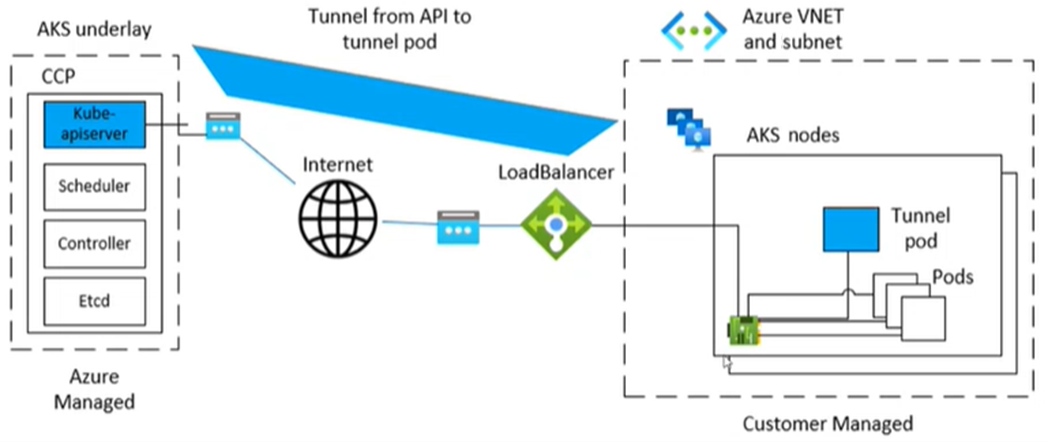 AKS underlay
CCP
Kube-
apiserver
Scheduler
Controller
Etcd
Azure
Managed
Tunnel from API to
tunnel pod
Internet
LoadBalancer
Azure VNET
and subnet
AKS nodes
Tunnel
pod
Pods
Customer Managed